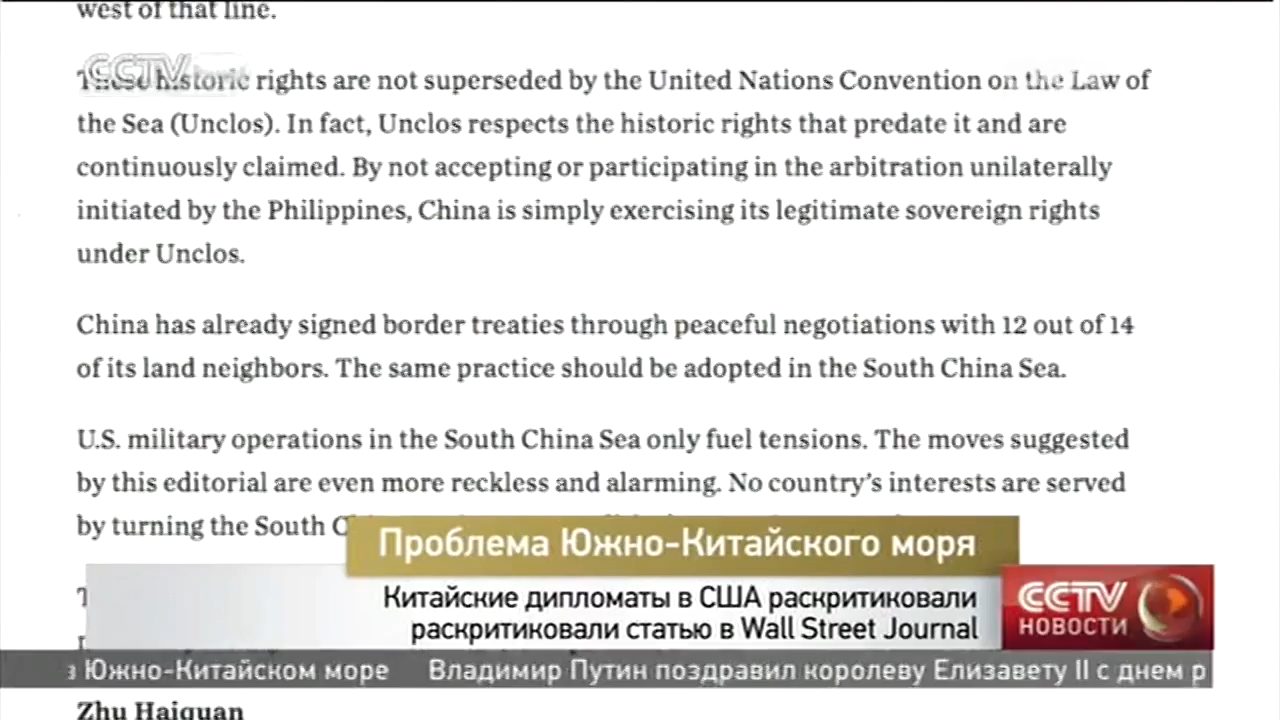 west of that line.
CCTV
These historic rights are not superseded by the United Nations Convention on the Law of
the Sea (Unclos). In fact, Unclos respects the historic rights that predate it and are
continuously claimed. By not accepting or participating in the arbitration unilaterally
initiated by the Philippines, China is simply exercising its legitimate sovereign rights
under Unclos.
China has already signed border treaties through peaceful negotiations with 12 out of 14
of its land neighbors. The same practice should be adopted in the South China Sea.
U.S. military operations in the South China Sea only fuel tensions. The moves suggested
by this editorial are even more reckless and alarming. No country's interests are served
by turning the South
Проблема Южно-Китайского моря
Китайские дипломаты в США раскритиковали
раскритиковали статью в Wall Street Journal
CCTV
НОВОСТИ
Южно-Китайском море Владимир Путин поздравил королеву Елизавету II с днем р
Zhu Haiquan